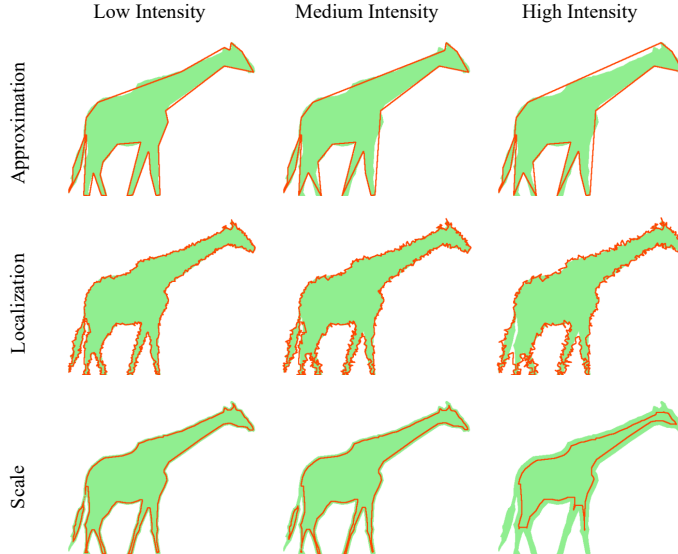 Low Intensity
Medium Intensity
High Intensity
Approximation
Localization
Scale